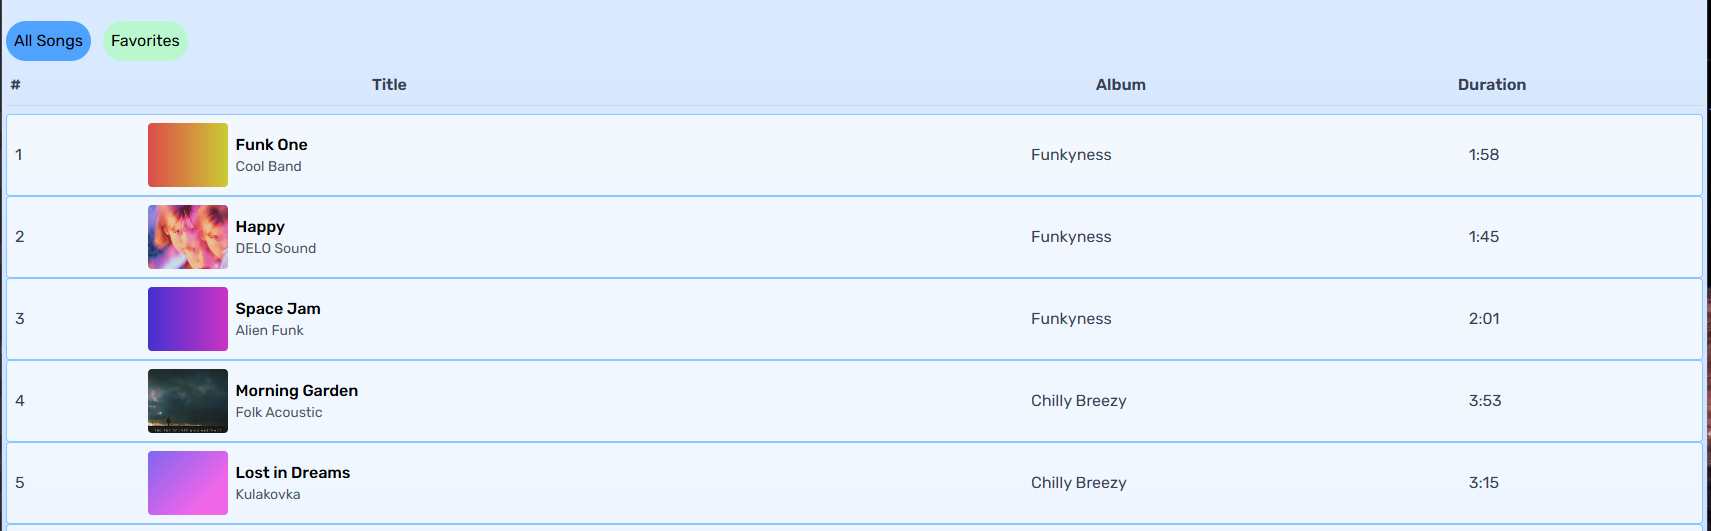 All Songs Favorites
# Title Album Duration
1 Funk One Funkyness 1:58
Cool Band
2 Happy Funkyness 1:45
DELO Sound
3 Space Jam Funkyness 2:01
Alien Funk
4 Morning Garden Chilly Breezy 3:53
Folk Acoustic
5 Lost in Dreams Chilly Breezy 3:15
Kulakovka